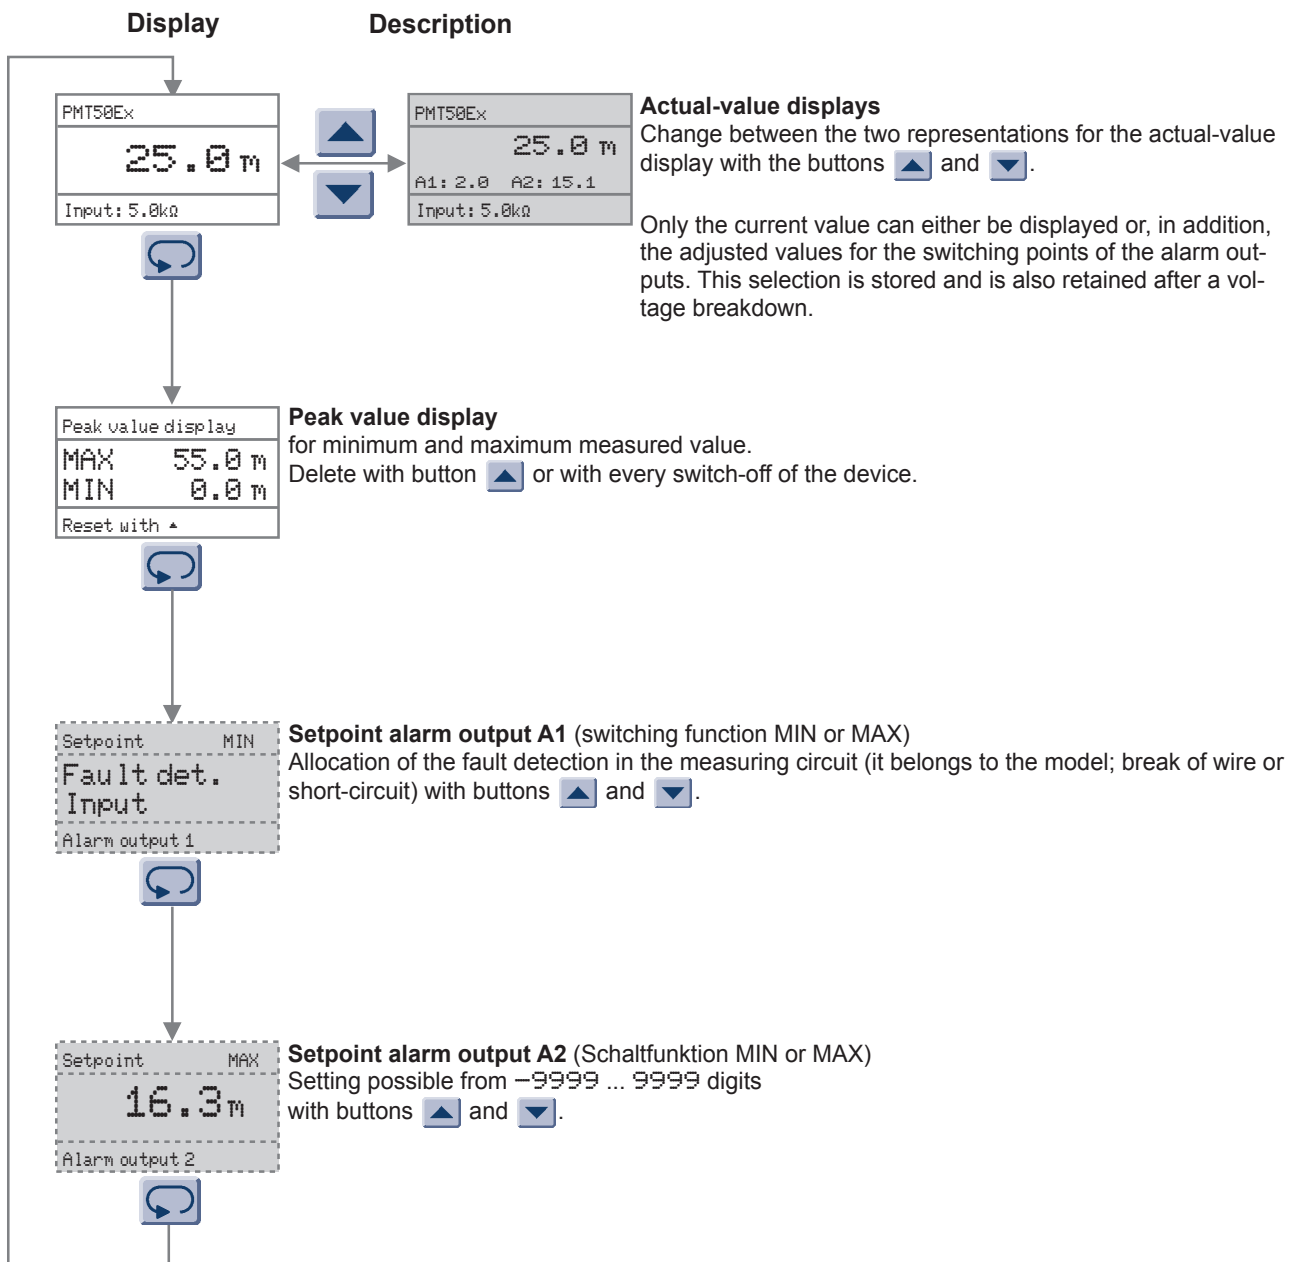 Display Description
PMT50Ex
25.0 m
Input: 5.0kΩ
PMT50Ex
25.0 m
A1: 2.0 A2: 15.1
Input: 5.0kΩ
Actual-value displays
Change between the two representations for the actual-value
display with the buttons ▲ and ▼.
Only the current value can either be displayed or, in addition,
the adjusted values for the switching points of the alarm out-
puts. This selection is stored and is also retained after a vol-
tage breakdown.
Peak value display
MAX 55.0 m
MIN 0.0 m
Reset with ▲
Peak value display
for minimum and maximum measured value.
Delete with button ▲ or with every switch-off of the device.
Setpoint MIN
Fault det.
Input
Alarm output 1
Setpoint alarm output A1 (switching function MIN or MAX)
Allocation of the fault detection in the measuring circuit (it belongs to the model; break of wire or
short-circuit) with buttons ▲ and ▼.
Setpoint MAX
16.3 m
Alarm output 2
Setpoint alarm output A2 (Schaltfunktion MIN or MAX)
Setting possible from −9999 ... 9999 digits
with buttons ▲ and ▼.